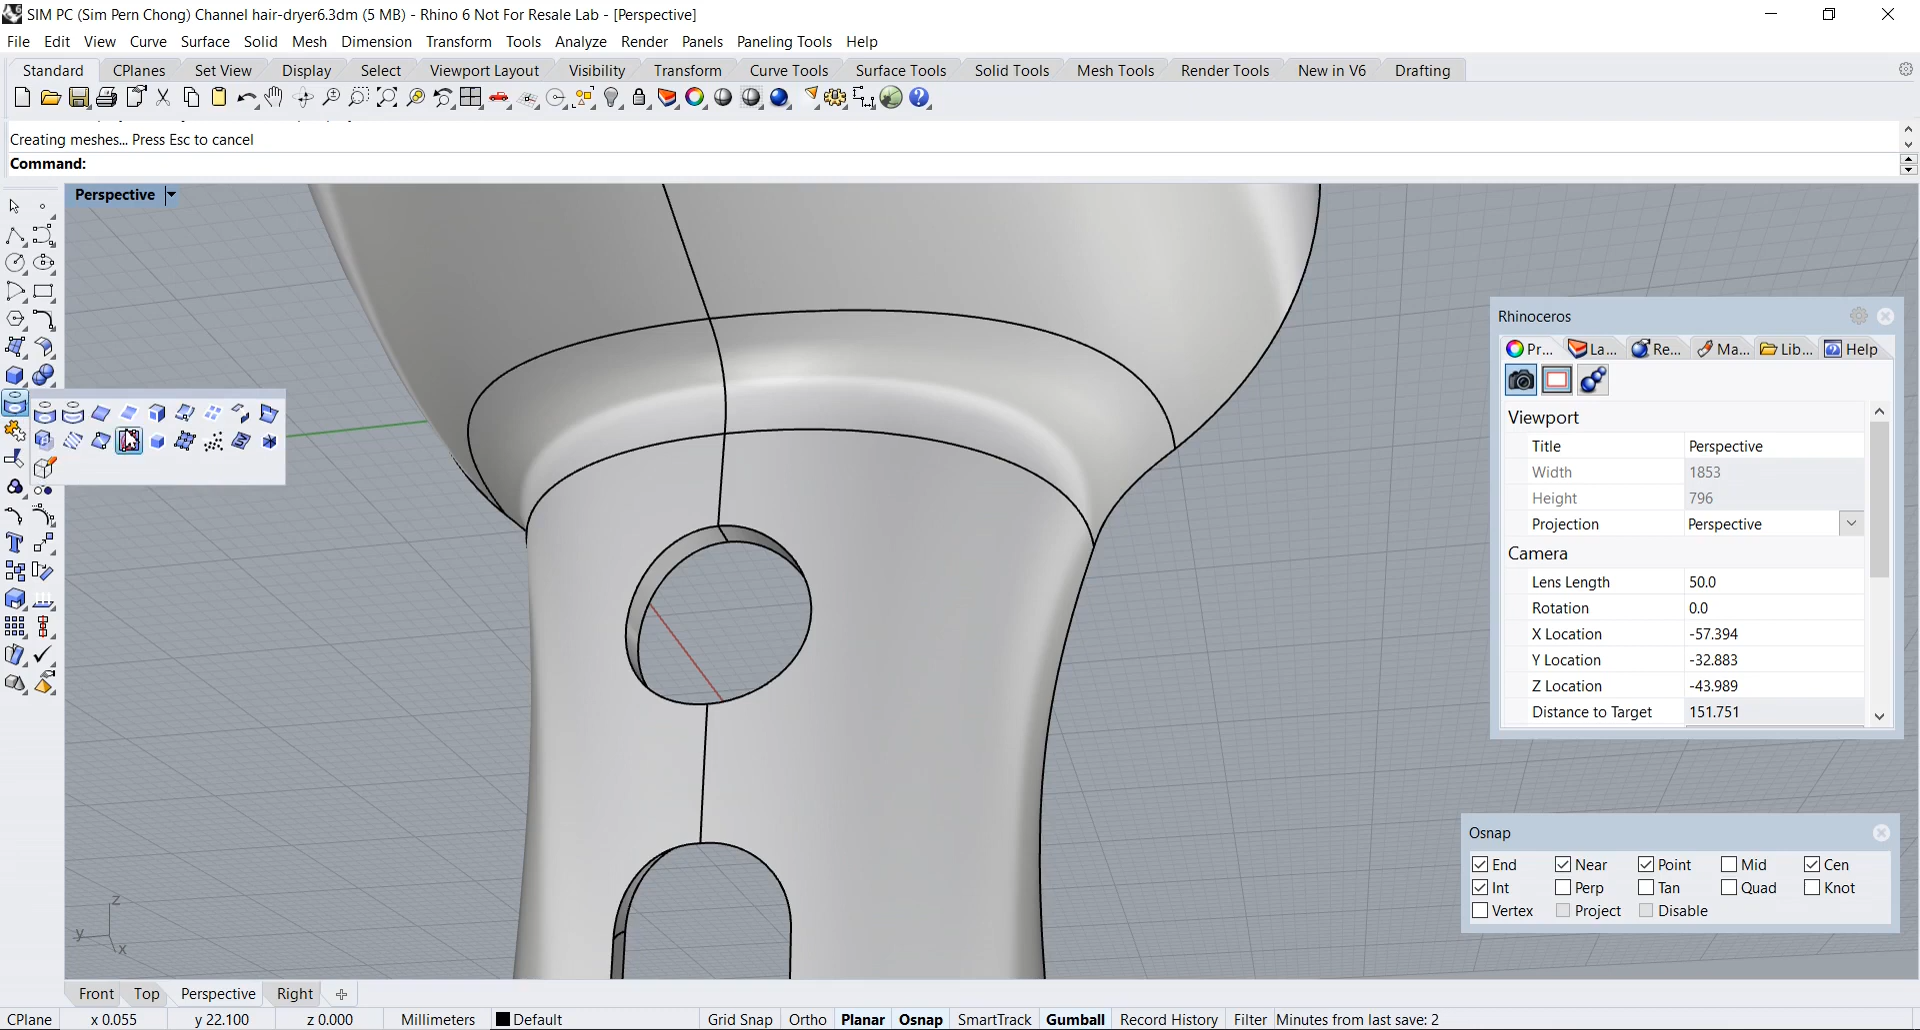 SIM PC (Sim Pern Chong) Channel hair-dryer6.3dm (5 MB) - Rhino 6 Not For Resale Lab - [Perspective]
File Edit View Curve Surface Solid Mesh Dimension Transform Tools Analyze Render Panels Paneling Tools Help
Standard CPlanes Set View Display Select Viewport Layout Visibility Transform Curve Tools Surface Tools Solid Tools Mesh Tools Render Tools New in V6 Drafting
Creating meshes... Press Esc to cancel
Command:
Perspective
Rhinoceros
Pr... La... Re... Ma... Lib... Help
Viewport
Title Perspective
Width 1853
Height 796
Projection Perspective
Camera
Lens Length 50.0
Rotation 0.0
X Location -57.394
Y Location -32.883
Z Location -43.989
Distance to Target 151.751
Osnap
End Near Point Mid Cen
Int Perp Tan Quad Knot
Vertex Project Disable
z
y
x
Front Top Perspective Right
CPlane x 0.055 y 22.100 z 0.000 Millimeters Default Grid Snap Ortho Planar Osnap SmartTrack Gumball Record History Filter Minutes from last save: 2